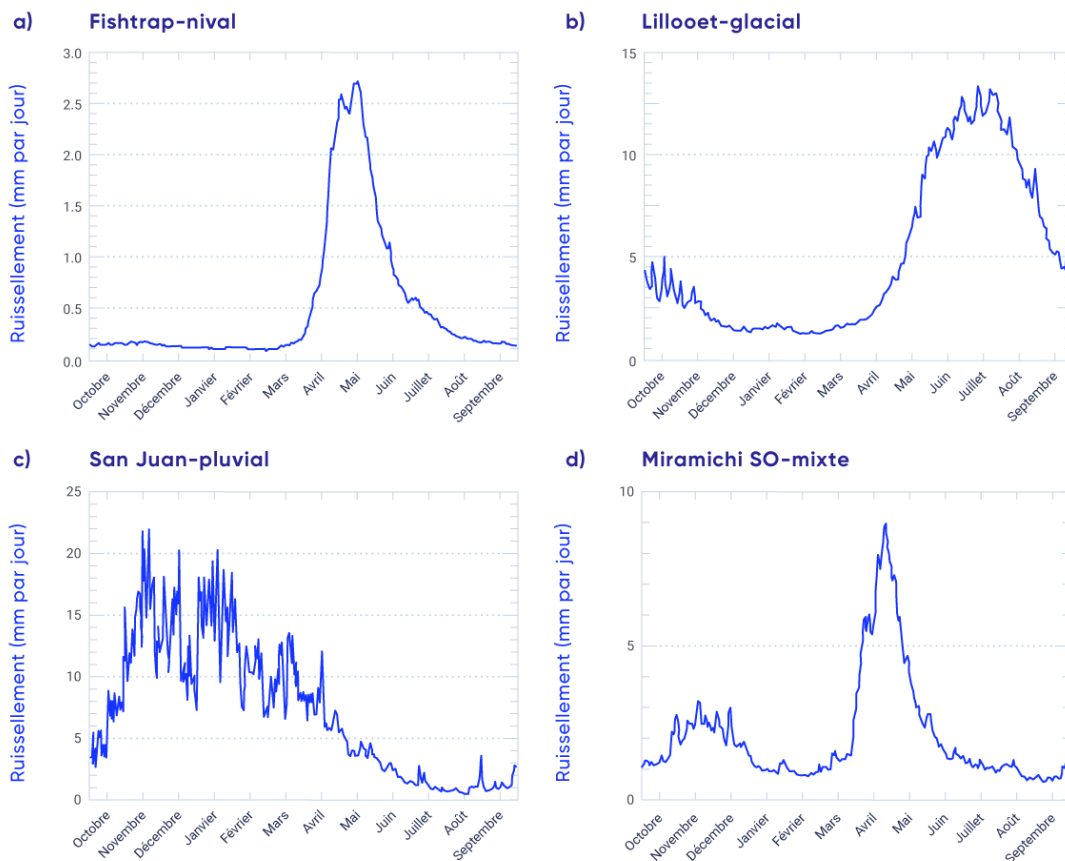 a) Fishtrap-nival
Ruissellement (mm par jour)
3.0
2.5
2.0
1.5
1.0
0.5
0.0
Octobre
Novembre
Décembre
Janvier
Février
Mars
Avril
Mai
Juin
Juillet
Août
Septembre
b) Lillooet-glacial
Ruissellement (mm par jour)
15
10
5
0
Octobre
Novembre
Décembre
Janvier
Février
Mars
Avril
Mai
Juin
Juillet
Août
Septembre
c) San Juan-pluvial
Ruissellement (mm par jour)
25
20
15
10
5
0
Octobre
Novembre
Décembre
Janvier
Février
Mars
Avril
Mai
Juin
Juillet
Août
Septembre
d) Miramichi SO-mixte
Ruissellement (mm par jour)
10
5
0
Octobre
Novembre
Décembre
Janvier
Février
Mars
Avril
Mai
Juin
Juillet
Août
Septembre